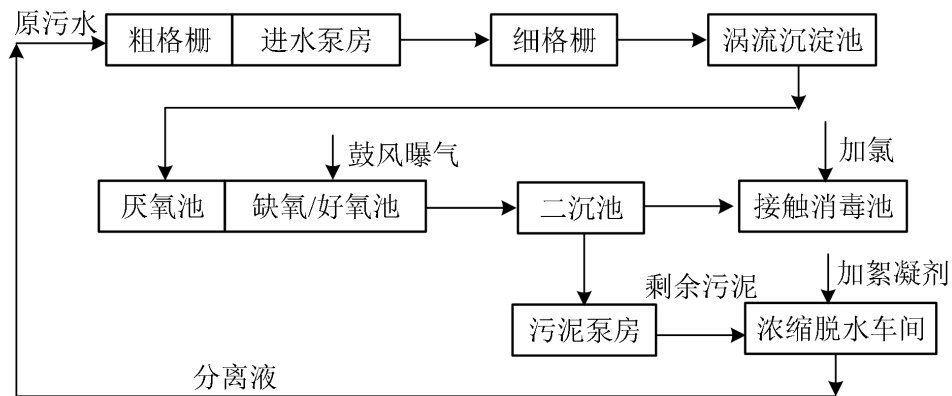 原污水
粗格栅
进水泵房
细格栅
涡流沉淀池
鼓风曝气
加氯
厌氧池
缺氧/好氧池
二沉池
接触消毒池
剩余污泥
加絮凝剂
污泥泵房
浓缩脱水车间
分离液